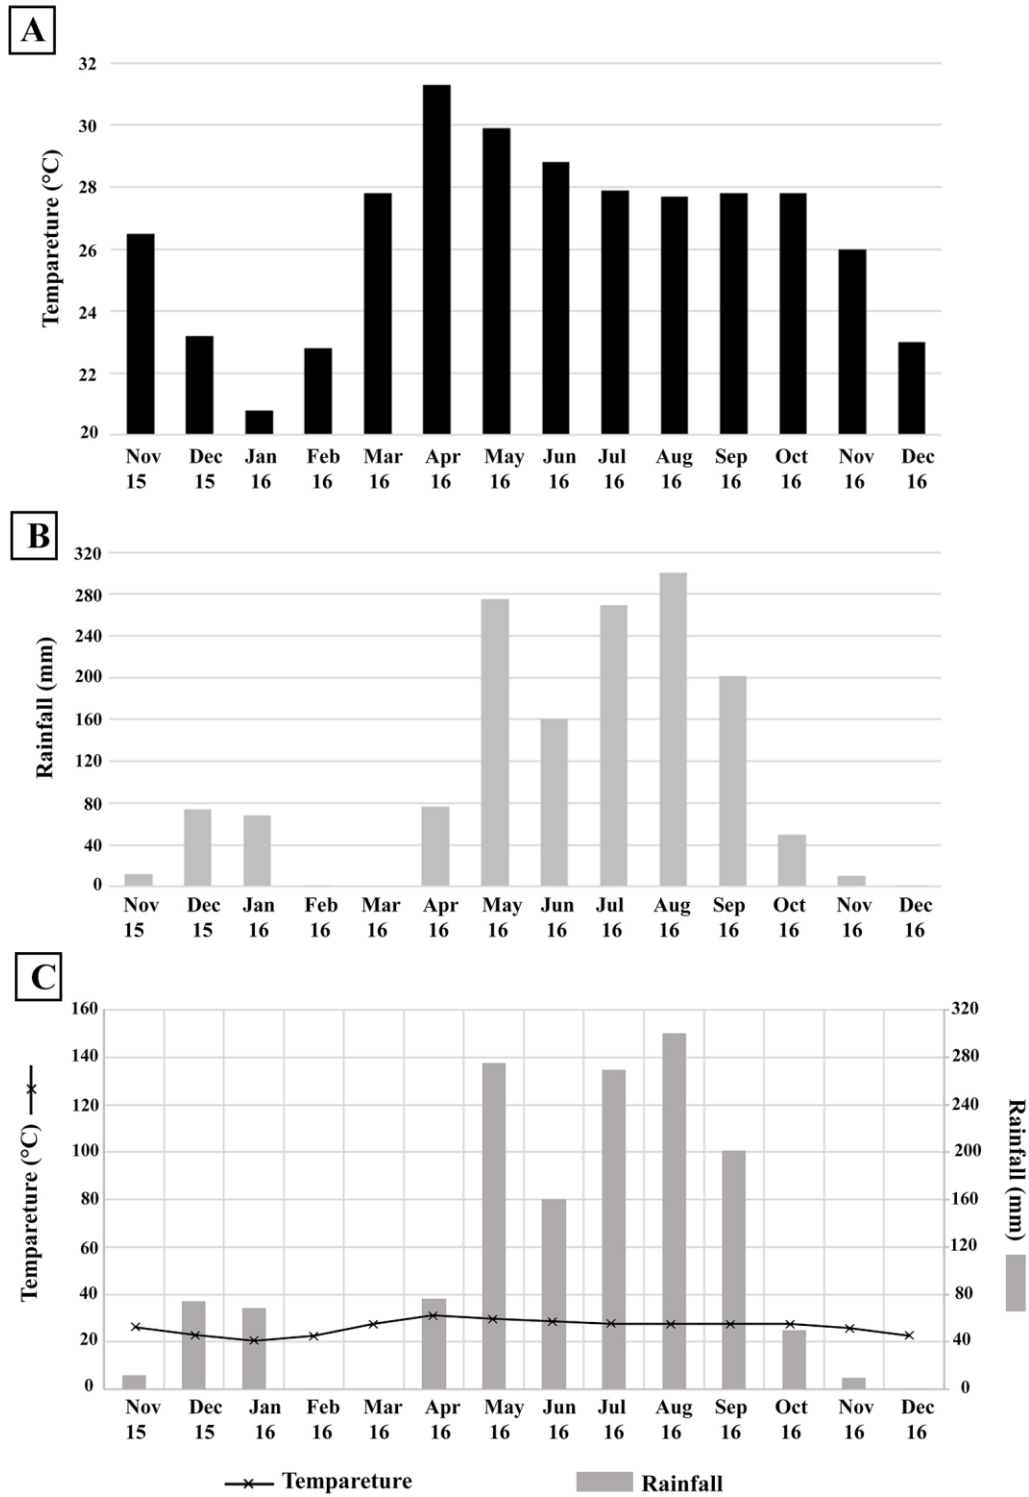 A
32
30
28
26
24
22
20
Tempareture (°C)
Nov Dec Jan Feb Mar Apr May Jun Jul Aug Sep Oct Nov Dec
15 15 16 16 16 16 16 16 16 16 16 16 16 16
B
320
280
240
200
160
120
80
40
0
Rainfall (mm)
Nov Dec Jan Feb Mar Apr May Jun Jul Aug Sep Oct Nov Dec
15 15 16 16 16 16 16 16 16 16 16 16 16 16
C
160
140
120
100
80
60
40
20
0
Tempareture (°C)
320
280
240
200
160
120
80
40
0
Rainfall (mm)
Nov Dec Jan Feb Mar Apr May Jun Jul Aug Sep Oct Nov Dec
15 15 16 16 16 16 16 16 16 16 16 16 16 16
Tempareture Rainfall